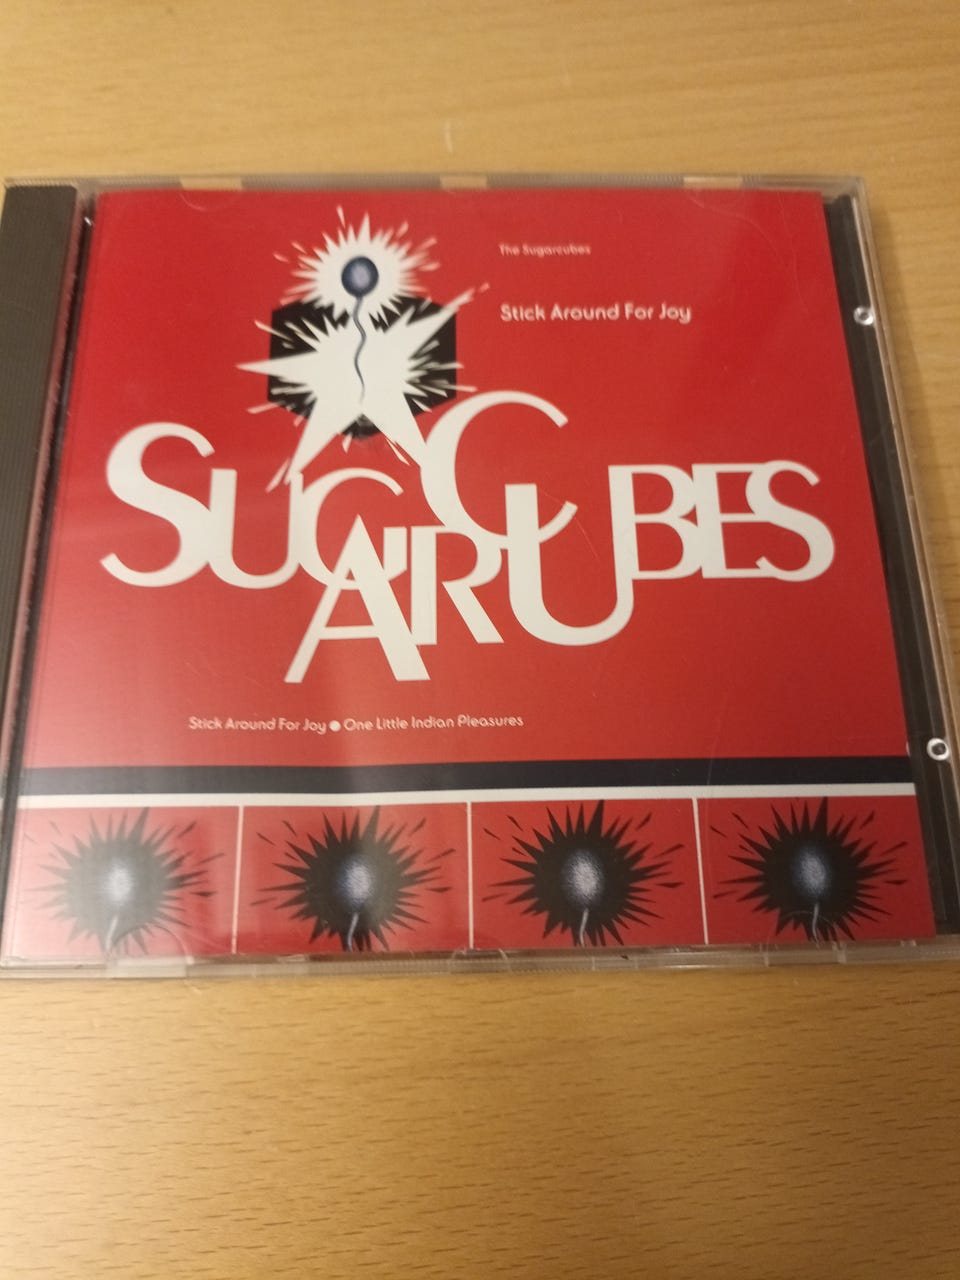 The Sugarcubes
Stick Around For Joy
SUGARCUBES
Stick Around For Joy ● One Little Indian Pleasures